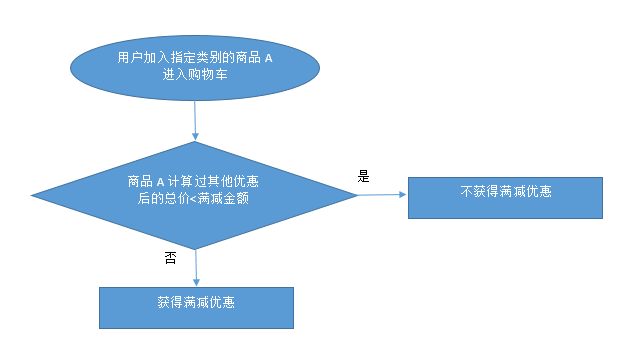 用户加入指定类别的商品 A
进入购物车
商品 A 计算过其他优惠
后的总价<满减金额
是
不获得满减优惠
否
获得满减优惠